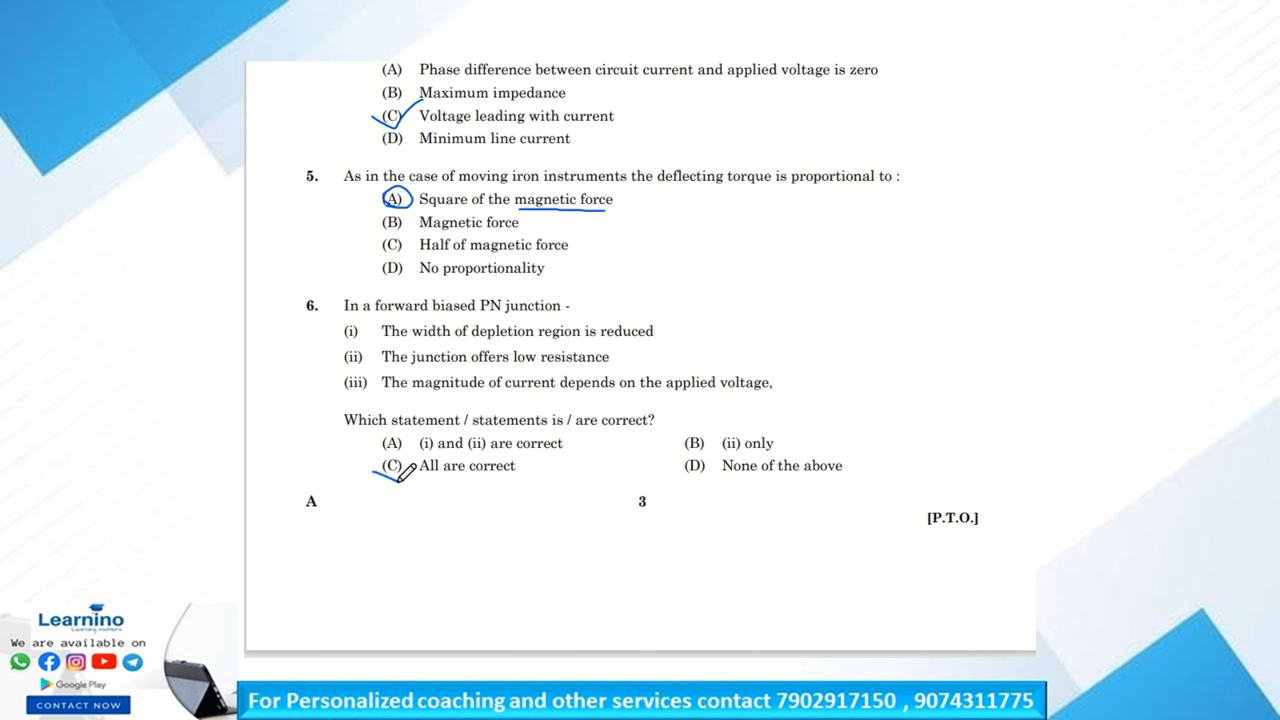 (A) Phase difference between circuit current and applied voltage is zero
(B) Maximum impedance
(C) Voltage leading with current
(D) Minimum line current
5. As in the case of moving iron instruments the deflecting torque is proportional to :
(A) Square of the magnetic force
(B) Magnetic force
(C) Half of magnetic force
(D) No proportionality
6. In a forward biased PN junction -
(i) The width of depletion region is reduced
(ii) The junction offers low resistance
(iii) The magnitude of current depends on the applied voltage,
Which statement / statements is / are correct?
(A) (i) and (ii) are correct (B) (ii) only
(C) All are correct (D) None of the above
A 3
[P.T.O.]
Learnino
Learning matters
We are available on
Google Play
CONTACT NOW
For Personalized coaching and other services contact 7902917150 , 9074311775